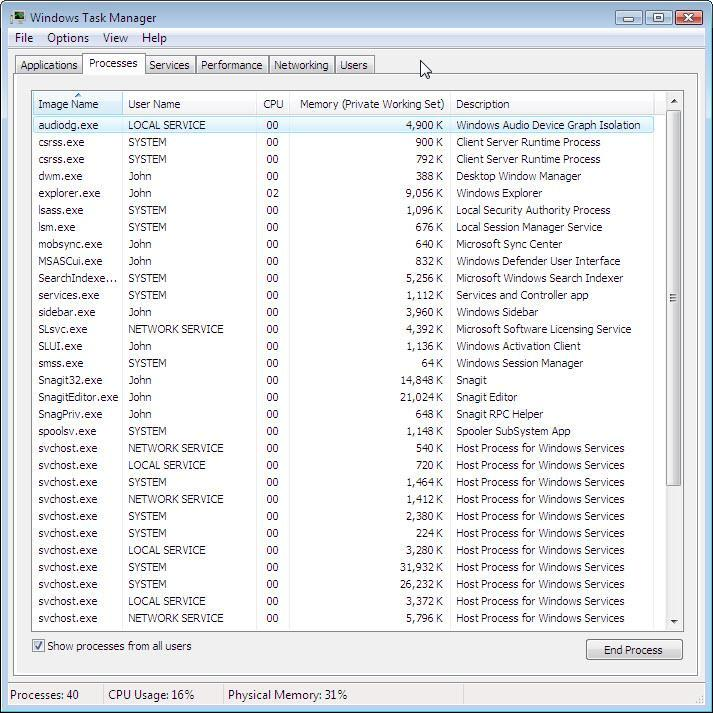 Windows Task Manager
File Options View Help
Applications Processes Services Performance Networking Users
Image Name User Name CPU Memory (Private Working Set) Description
audiodg.exe LOCAL SERVICE 00 4,900 K Windows Audio Device Graph Isolation
csrss.exe SYSTEM 00 900 K Client Server Runtime Process
csrss.exe SYSTEM 00 792 K Client Server Runtime Process
dwm.exe John 00 388 K Desktop Window Manager
explorer.exe John 02 9,056 K Windows Explorer
lsass.exe SYSTEM 00 1,096 K Local Security Authority Process
lsm.exe SYSTEM 00 676 K Local Session Manager Service
mobsync.exe John 00 640 K Microsoft Sync Center
MSASCui.exe John 00 832 K Windows Defender User Interface
SearchIndexe... SYSTEM 00 5,256 K Microsoft Windows Search Indexer
services.exe SYSTEM 00 1,112 K Services and Controller app
sidebar.exe John 00 3,960 K Windows Sidebar
SLsvc.exe NETWORK SERVICE 00 4,392 K Microsoft Software Licensing Service
SLUI.exe John 00 1,136 K Windows Activation Client
smss.exe SYSTEM 00 64 K Windows Session Manager
Snagit32.exe John 00 14,848 K Snagit
SnagitEditor.exe John 00 21,024 K Snagit Editor
SnagPriv.exe John 00 648 K Snagit RPC Helper
spoolsv.exe SYSTEM 00 1,148 K Spooler SubSystem App
svchost.exe NETWORK SERVICE 00 540 K Host Process for Windows Services
svchost.exe LOCAL SERVICE 00 720 K Host Process for Windows Services
svchost.exe SYSTEM 00 1,464 K Host Process for Windows Services
svchost.exe NETWORK SERVICE 00 1,412 K Host Process for Windows Services
svchost.exe SYSTEM 00 2,380 K Host Process for Windows Services
svchost.exe SYSTEM 00 224 K Host Process for Windows Services
svchost.exe LOCAL SERVICE 00 3,280 K Host Process for Windows Services
svchost.exe SYSTEM 00 31,932 K Host Process for Windows Services
svchost.exe SYSTEM 00 26,232 K Host Process for Windows Services
svchost.exe LOCAL SERVICE 00 3,372 K Host Process for Windows Services
svchost.exe NETWORK SERVICE 00 5,796 K Host Process for Windows Services
Show processes from all users End Process
Processes: 40 CPU Usage: 16% Physical Memory: 31%